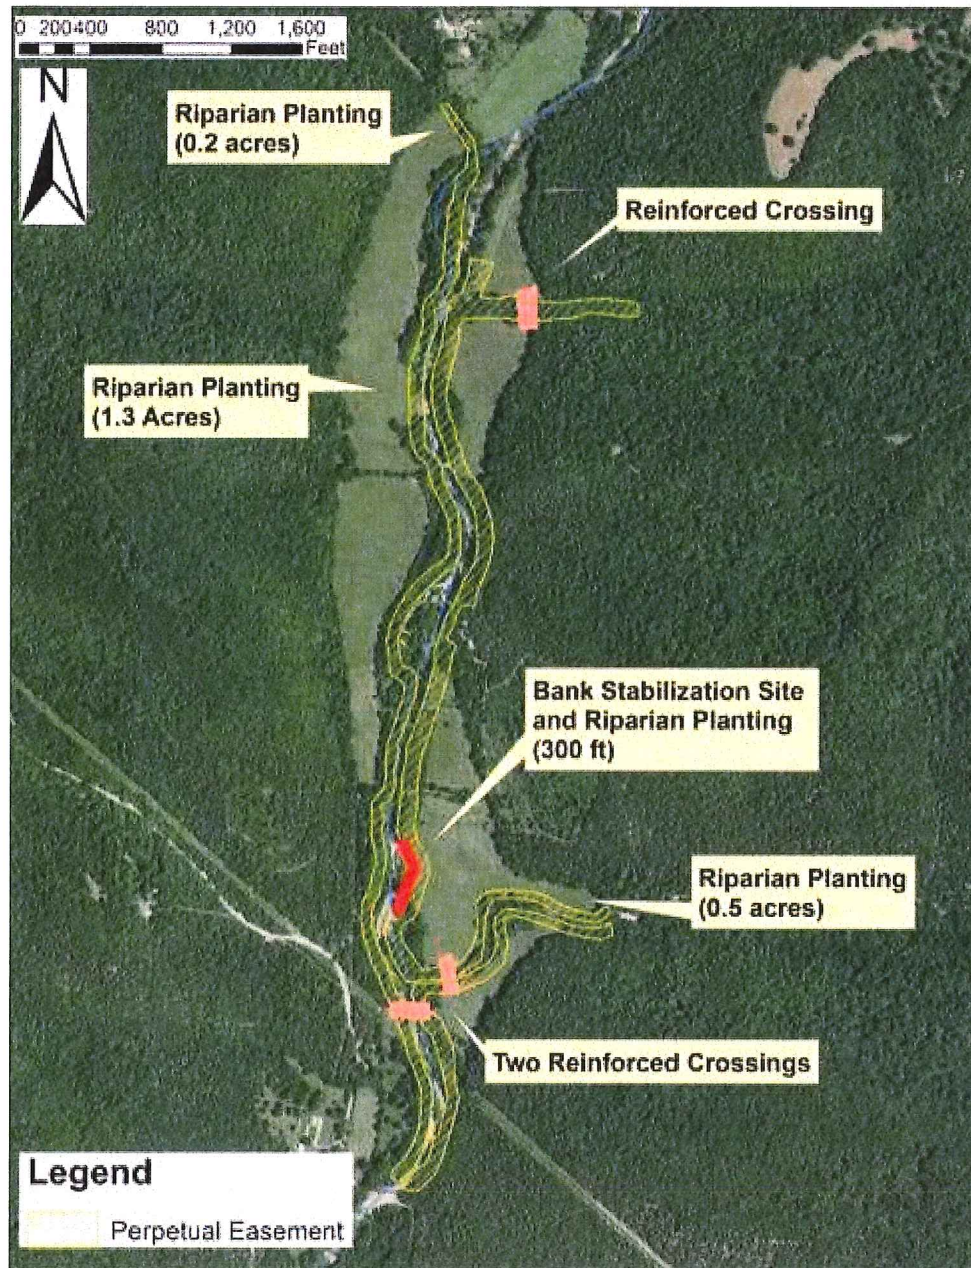 0 200400 800 1,200 1,600
Feet
N
Riparian Planting
(0.2 acres)
Reinforced Crossing
Riparian Planting
(1.3 Acres)
Bank Stabilization Site
and Riparian Planting
(300 ft)
Riparian Planting
(0.5 acres)
Two Reinforced Crossings
Legend
Perpetual Easement